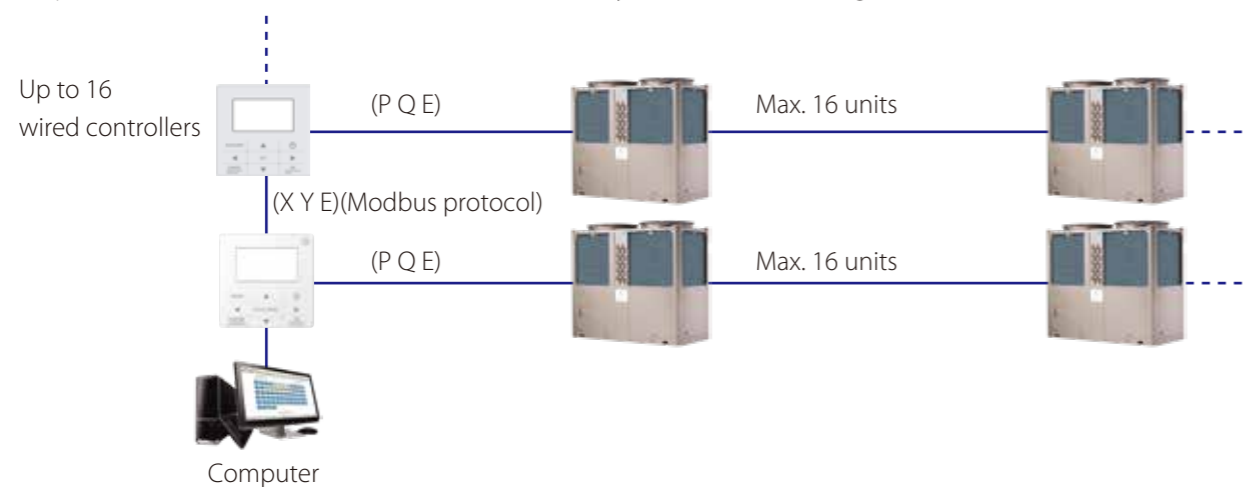 Up to 16
wired controllers
(P Q E)
Max. 16 units
(X Y E)(Modbus protocol)
(P Q E)
Max. 16 units
Computer